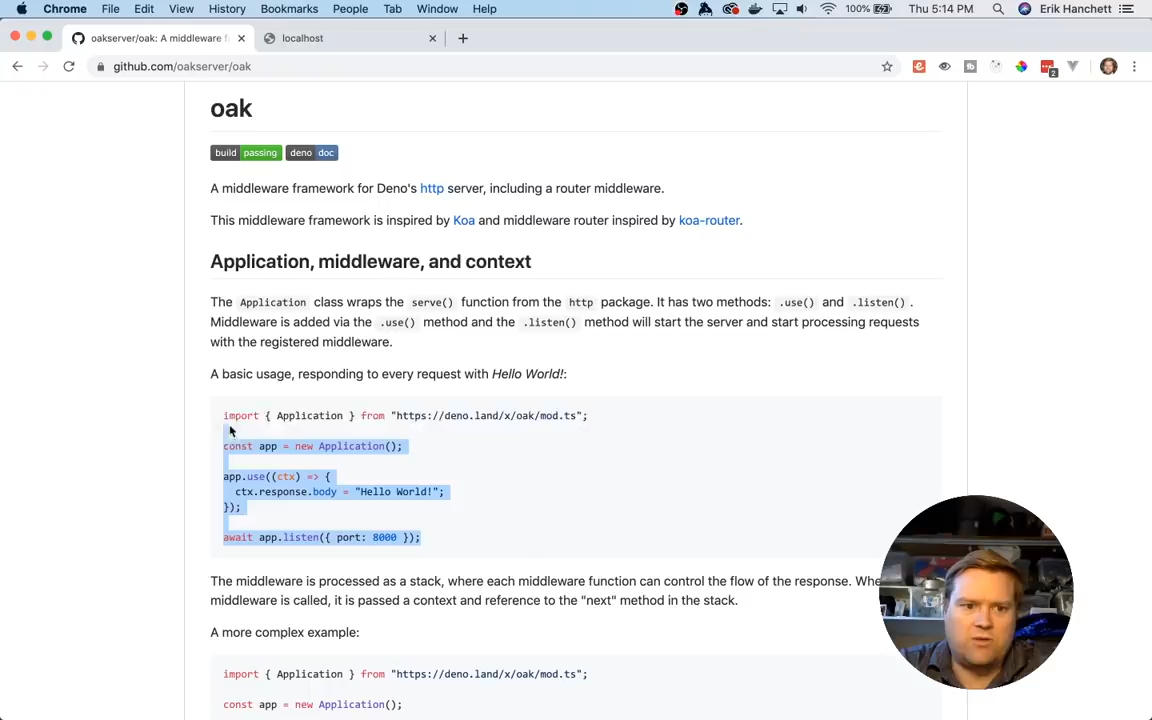 Chrome File Edit View History Bookmarks People Tab Window Help 100% Thu 5:14 PM Erik Hanchett
oakserver/oak: A middleware f localhost
github.com/oakserver/oak 2
oak
build passing deno doc
A middleware framework for Deno's http server, including a router middleware.
This middleware framework is inspired by Koa and middleware router inspired by koa-router.
Application, middleware, and context
The Application class wraps the serve() function from the http package. It has two methods: .use() and .listen() .
Middleware is added via the .use() method and the .listen() method will start the server and start processing requests
with the registered middleware.
A basic usage, responding to every request with Hello World!:
import { Application } from "https://deno.land/x/oak/mod.ts";
const app = new Application();
app.use((ctx) => {
ctx.response.body = "Hello World!";
});
await app.listen({ port: 8000 });
The middleware is processed as a stack, where each middleware function can control the flow of the response. Whe
middleware is called, it is passed a context and reference to the "next" method in the stack.
A more complex example:
import { Application } from "https://deno.land/x/oak/mod.ts";
const app = new Application();